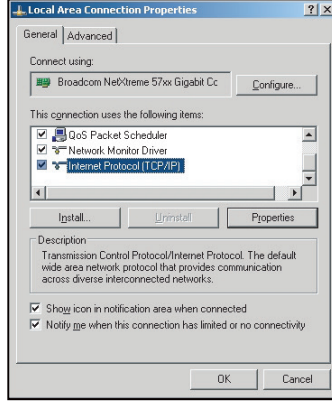 Local Area Connection Properties
General Advanced
Connect using:
Broadcom NetXtreme 57xx Gigabit Cc
Configure...
This connection uses the following items:
QoS Packet Scheduler
Network Monitor Driver
Internet Protocol (TCP/IP)
Install... Uninstall Properties
Description
Transmission Control Protocol/Internet Protocol. The default
wide area network protocol that provides communication
across diverse interconnected networks.
Show icon in notification area when connected
Notify me when this connection has limited or no connectivity
OK Cancel